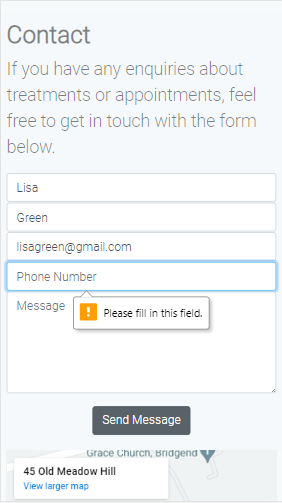 Contact
If you have any enquiries about
treatments or appointments, feel
free to get in touch with the form
below.
Lisa
Green
lisagreen@gmail.com
Phone Number
Message
Please fill in this field.
Send Message
Grace Church, Bridgend
45 Old Meadow Hill
View larger map